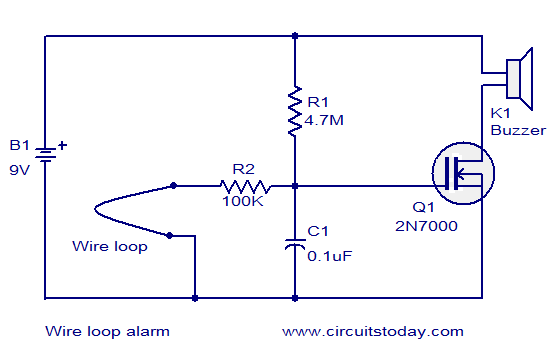 K1
Buzzer
R1
4.7M
B1
+
9V
R2
100K
Q1
2N7000
Wire loop
C1
0.1uF
Wire loop alarm
www.circuitstoday.com